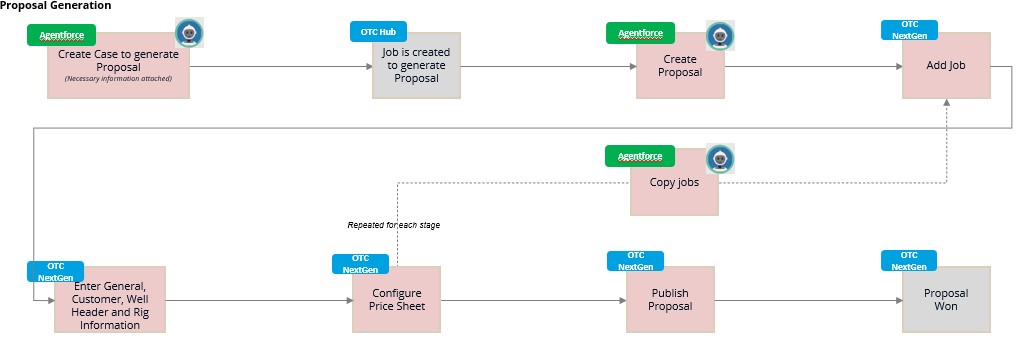 Proposal Generation
Agentforce
Create Case to generate
Proposal
(Necessary information attached)
OTC Hub
Job is created
to generate
Proposal
Agentforce
Create
Proposal
OTC
NextGen
Add Job
Agentforce
Copy jobs
Repeated for each stage
OTC
NextGen
Enter General,
Customer, Well
Header and Rig
Information
OTC
NextGen
Configure
Price Sheet
OTC
NextGen
Publish
Proposal
OTC
NextGen
Proposal
Won